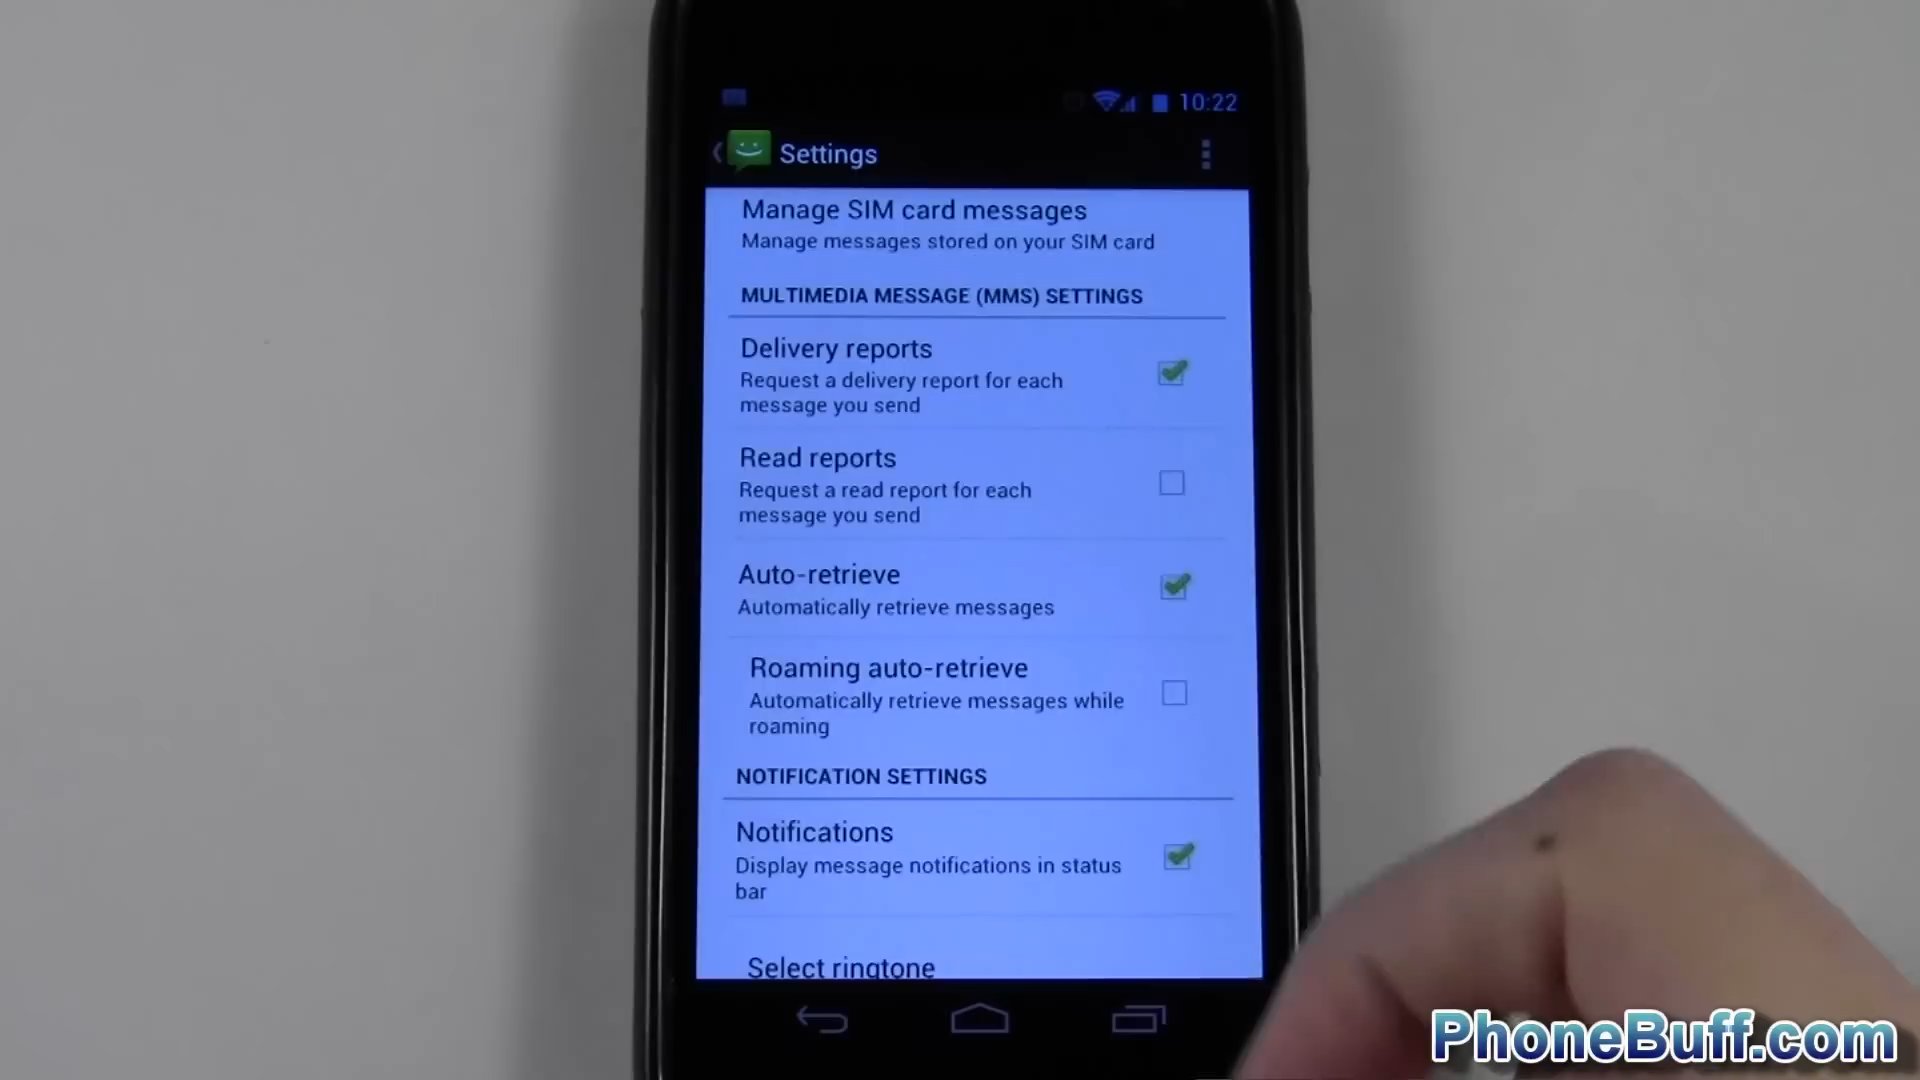 10:22
Settings
Manage SIM card messages
Manage messages stored on your SIM card
MULTIMEDIA MESSAGE (MMS) SETTINGS
Delivery reports
Request a delivery report for each
message you send
Read reports
Request a read report for each
message you send
Auto-retrieve
Automatically retrieve messages
Roaming auto-retrieve
Automatically retrieve messages while
roaming
NOTIFICATION SETTINGS
Notifications
Display message notifications in status
bar
Select ringtone
PhoneBuff.com